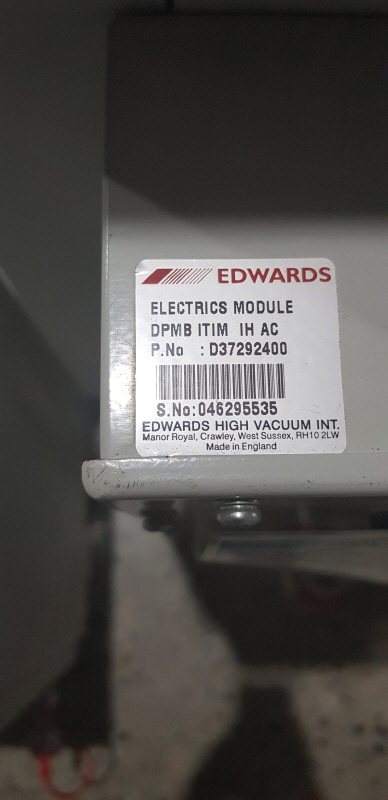 EDWARDS
ELECTRICS MODULE
DPMB ITIM IH AC
P.No : D37292400
S.No:046295535
EDWARDS HIGH VACUUM INT.
Manor Royal, Crawley, West Sussex, RH10 2LW
Made in England